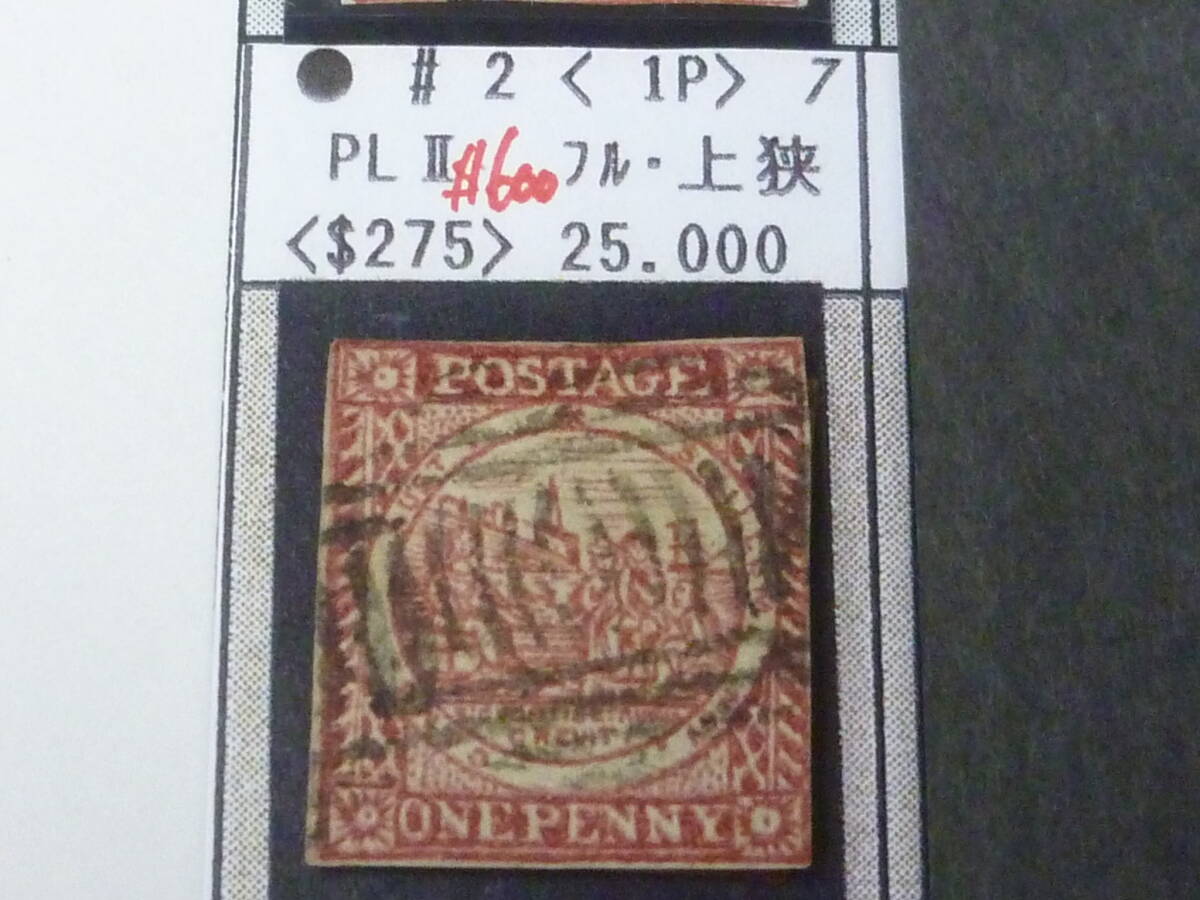 # 2 < 1P> 7
PL Ⅱ #600 フル・上狭
<$275> 25.000
POSTAGE
ONE PENNY